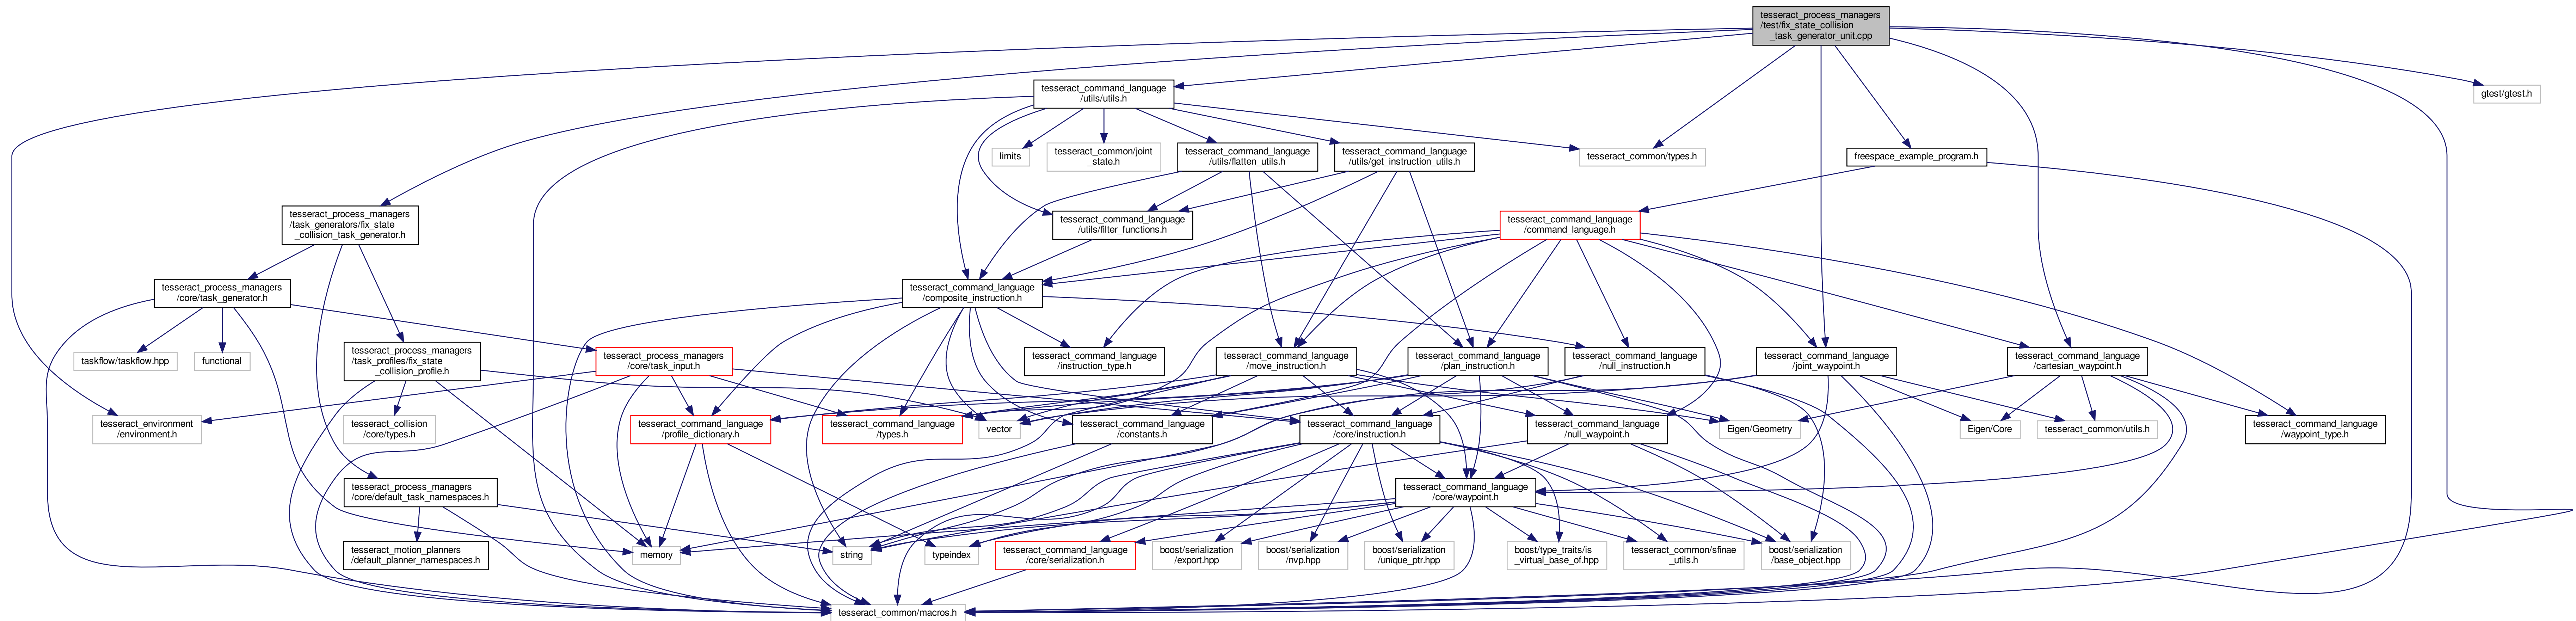 tesseract_process_managers
/test/fix_state_collision
_task_generator_unit.cpp
tesseract_command_language
/utils/utils.h
gtest/gtest.h
limits
tesseract_common/joint
_state.h
tesseract_command_language
/utils/flatten_utils.h
tesseract_command_language
/utils/get_instruction_utils.h
tesseract_common/types.h
freespace_example_program.h
tesseract_process_managers
/task_generators/fix_state
_collision_task_generator.h
tesseract_command_language
/utils/filter_functions.h
tesseract_command_language
/command_language.h
tesseract_process_managers
/core/task_generator.h
tesseract_command_language
/composite_instruction.h
taskflow/taskflow.hpp
functional
tesseract_process_managers
/task_profiles/fix_state
_collision_profile.h
tesseract_process_managers
/core/task_input.h
tesseract_command_language
/instruction_type.h
tesseract_command_language
/move_instruction.h
tesseract_command_language
/plan_instruction.h
tesseract_command_language
/null_instruction.h
tesseract_command_language
/joint_waypoint.h
tesseract_command_language
/cartesian_waypoint.h
tesseract_environment
/environment.h
tesseract_collision
/core/types.h
tesseract_command_language
/profile_dictionary.h
tesseract_command_language
/types.h
vector
tesseract_command_language
/constants.h
tesseract_command_language
/core/instruction.h
tesseract_command_language
/null_waypoint.h
Eigen/Geometry
Eigen/Core
tesseract_common/utils.h
tesseract_command_language
/waypoint_type.h
tesseract_process_managers
/core/default_task_namespaces.h
tesseract_command_language
/core/waypoint.h
tesseract_motion_planners
/default_planner_namespaces.h
memory
string
typeindex
tesseract_command_language
/core/serialization.h
boost/serialization
/export.hpp
boost/serialization
/nvp.hpp
boost/serialization
/unique_ptr.hpp
boost/type_traits/is
_virtual_base_of.hpp
tesseract_common/sfinae
_utils.h
boost/serialization
/base_object.hpp
tesseract_common/macros.h